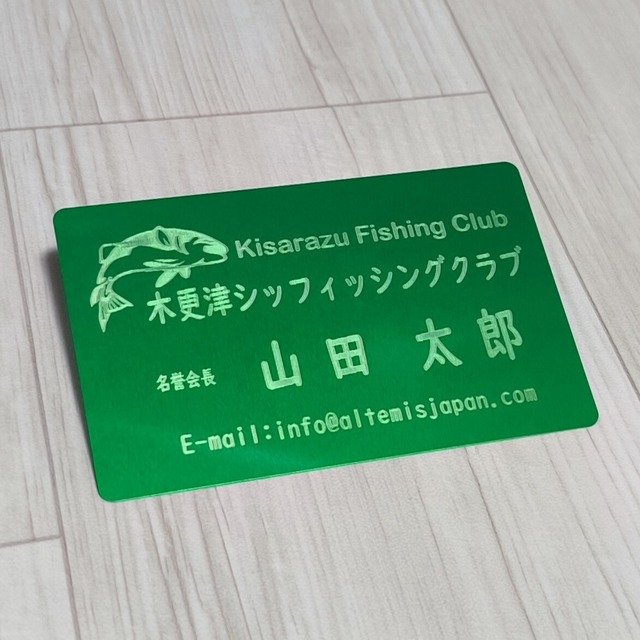 Kisarazu Fishing Club
木更津シッフィッシングクラブ
名誉会長 山田 太郎
E-mail:info@altemisjapan.com